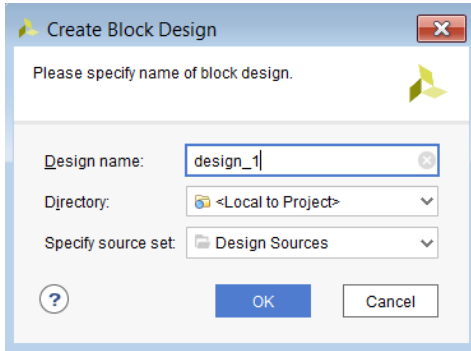 Create Block Design
Please specify name of block design.
Design name: design_1
Directory: <Local to Project>
Specify source set: Design Sources
? OK Cancel